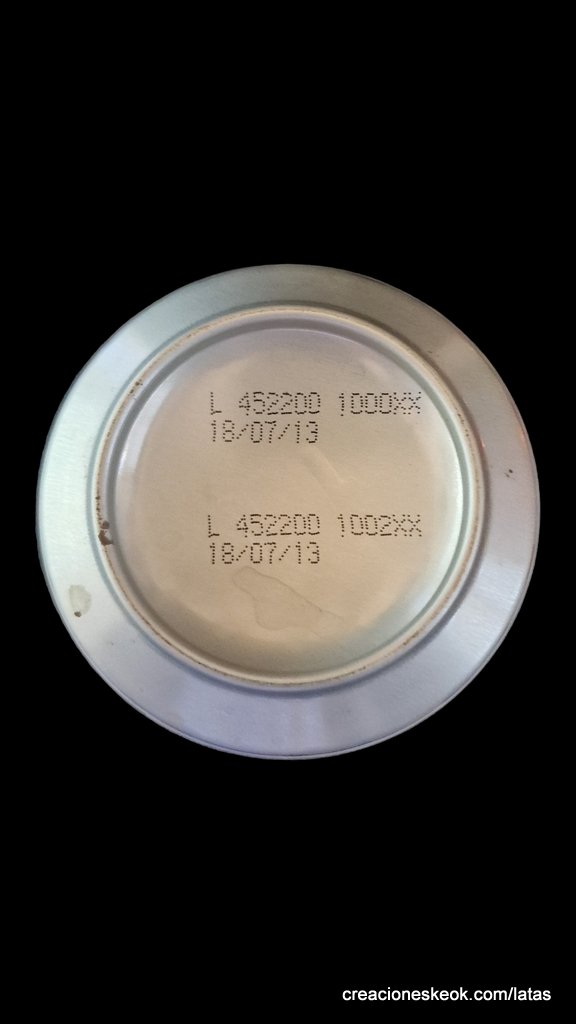 L 452200 1000XX
18/07/13
L 452200 1002XX
18/07/13
creacioneskeok.com/latas